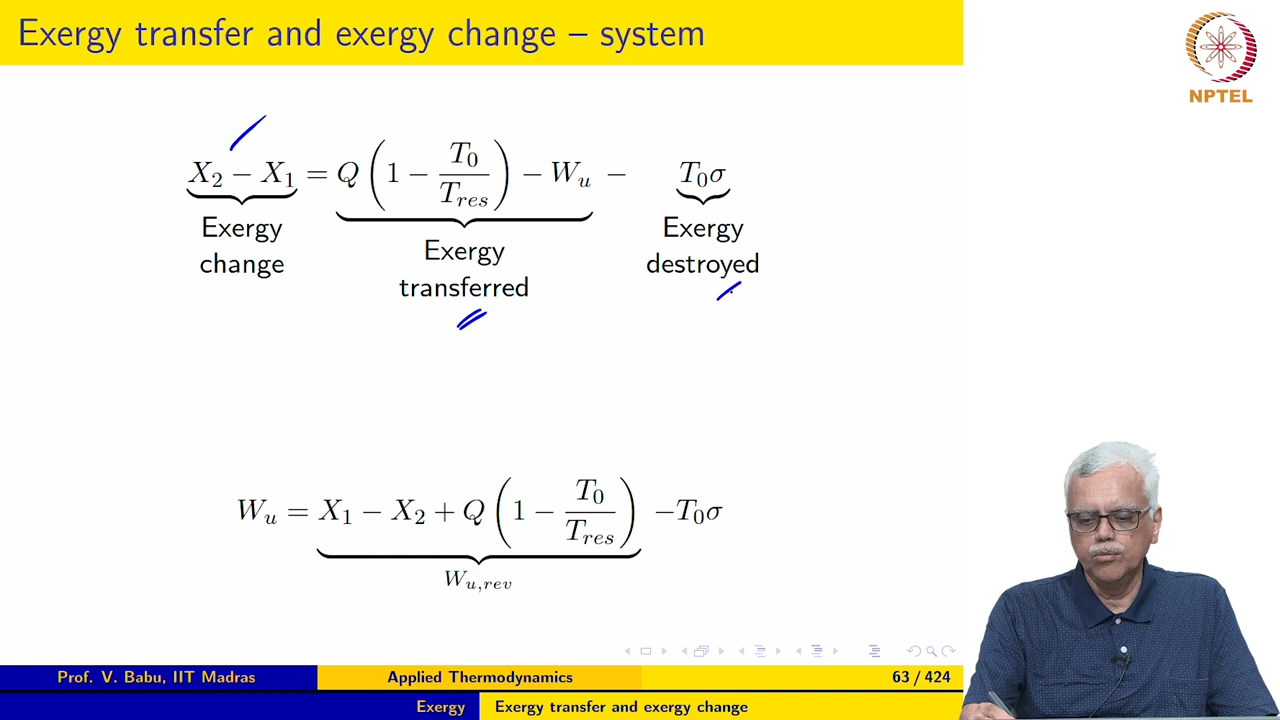 Exergy transfer and exergy change – system
NPTEL
X₂ − X₁ = Q (1 − T₀/T_res) − W_u − T₀σ
Exergy change
Exergy transferred
Exergy destroyed
W_u = X₁ − X₂ + Q (1 − T₀/T_res) −T₀σ
W_u,rev
Prof. V. Babu, IIT Madras Applied Thermodynamics 63 / 424
Exergy Exergy transfer and exergy change